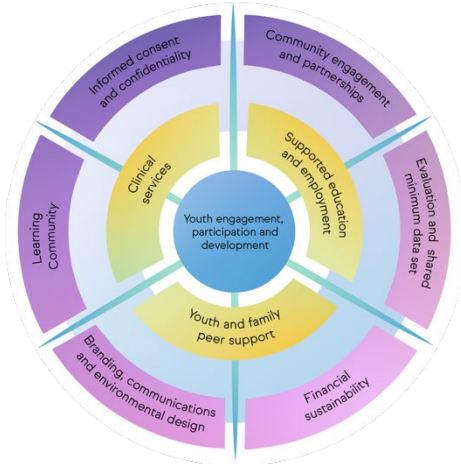 Informed consent
and confidentiality
Community engagement
and partnerships
Clinical
services
Supported education
and employment
Evaluation and shared
minimum data set
Learning
Community
Youth engagement,
participation and
development
Youth and family
peer support
Branding, communications
and environmental design
Financial
sustainability